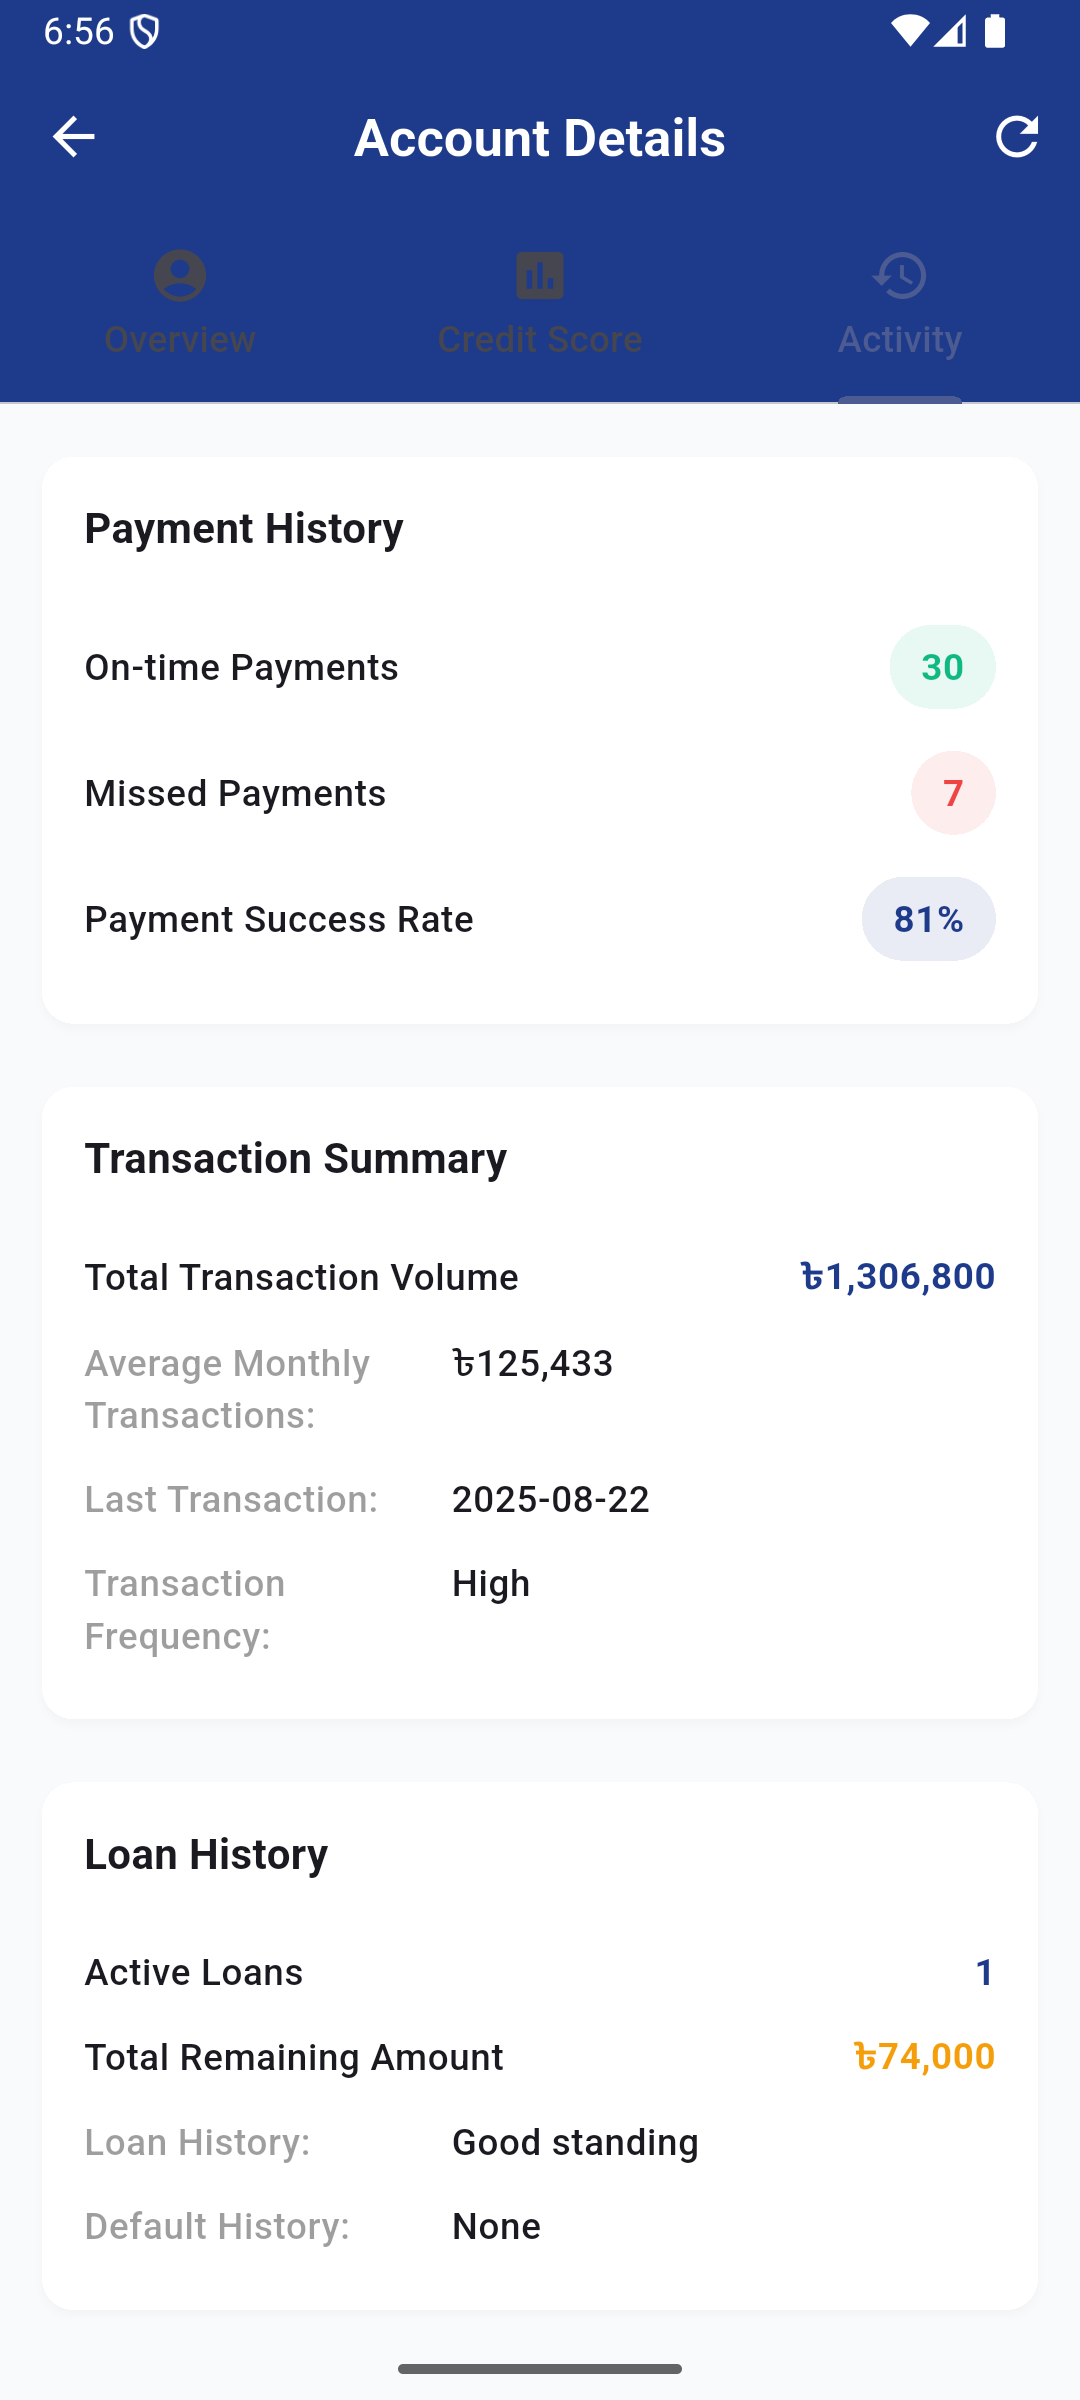 6:56
Account Details
Overview
Credit Score
Activity
Payment History
On-time Payments
30
Missed Payments
7
Payment Success Rate
81%
Transaction Summary
Total Transaction Volume
৳1,306,800
Average Monthly
Transactions:
৳125,433
Last Transaction:
2025-08-22
Transaction
Frequency:
High
Loan History
Active Loans
1
Total Remaining Amount
৳74,000
Loan History:
Good standing
Default History:
None